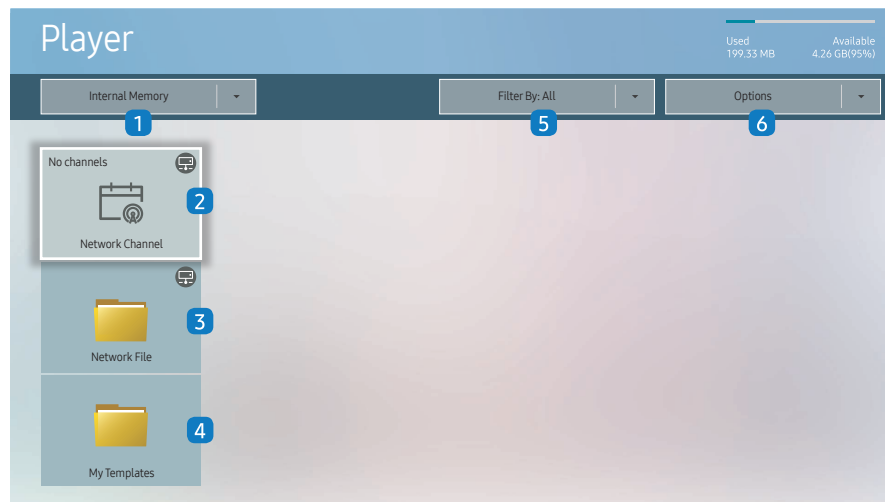 Player
Used Available
199.33 MB 4.26 GB(95%)
Internal Memory
Filter By: All
Options
1
5
6
No channels
2
Network Channel
3
Network File
4
My Templates